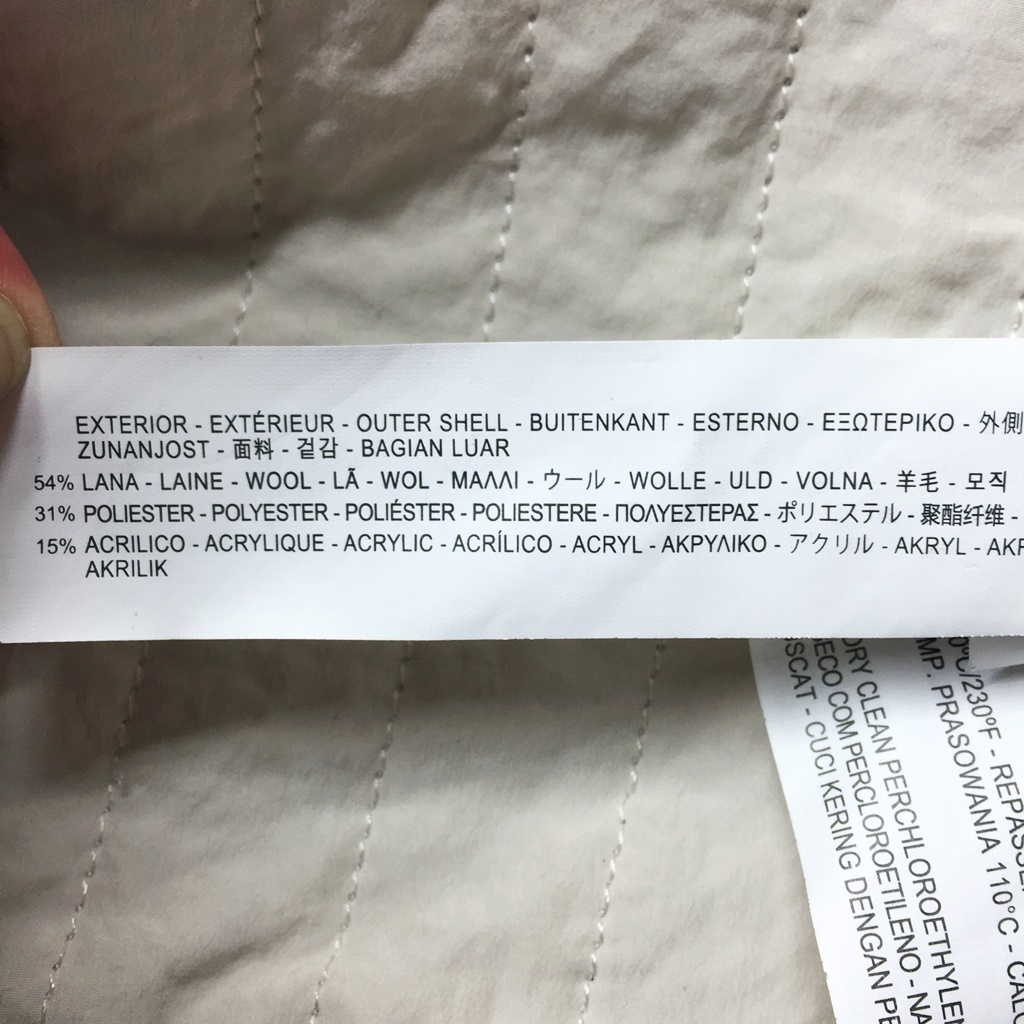 EXTERIOR - EXTÉRIEUR - OUTER SHELL - BUITENKANT - ESTERNO - ΕΞΩΤΕΡΙΚΟ - 外側
ZUNANJOST - 面料 - 겉감 - BAGIAN LUAR
54% LANA - LAINE - WOOL - LÃ - WOL - ΜΑΛΛΙ - ウール - WOLLE - ULD - VOLNA - 羊毛 - 모직
31% POLIESTER - POLYESTER - POLIÉSTER - POLIESTERE - ΠΟΛΥΕΣΤΕΡΑΣ - ポリエステル - 聚酯纤维 -
15% ACRILICO - ACRYLIQUE - ACRYLIC - ACRÍLICO - ACRYL - ΑΚΡΥΛΙΚΟ - アクリル - AKRYL -
AKRILIK
/230ºF -
MP. PRASOWANIA 110°C -
DRY CLEAN
SECO COM PERCLOROETILENO -
- CUCI KERING DENGAN